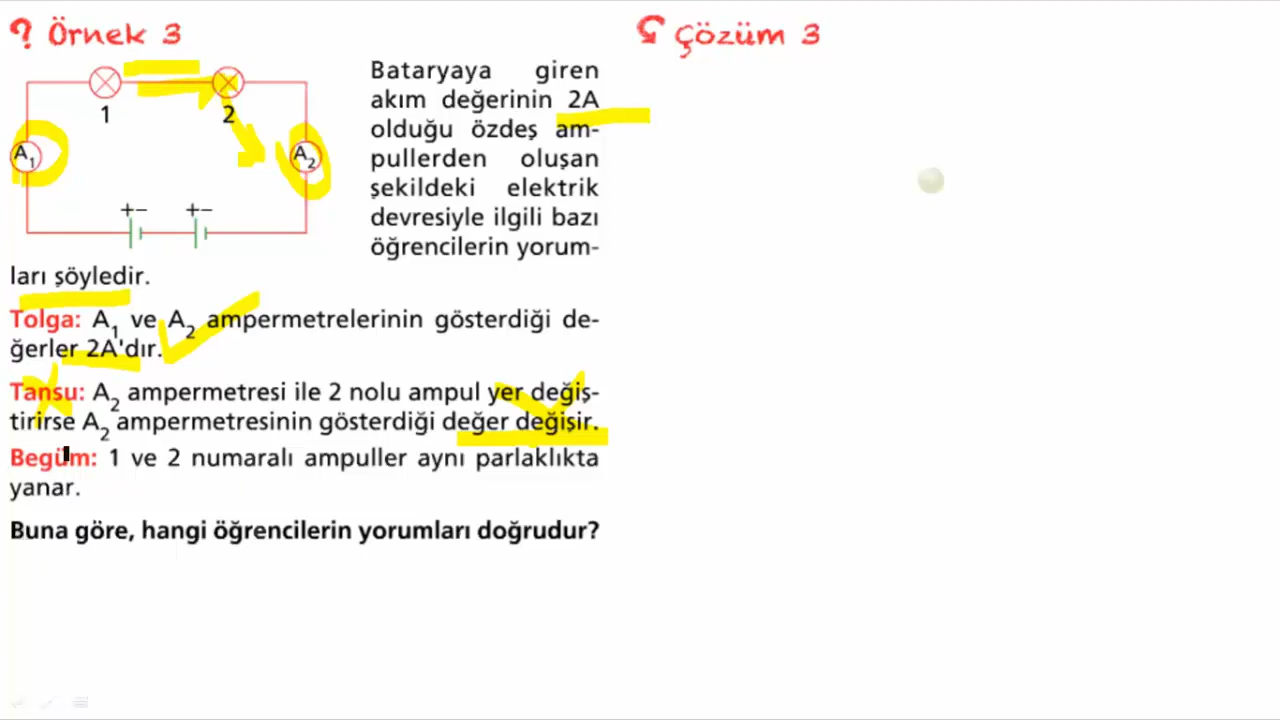 ? Örnek 3
Çözüm 3
1
2
A1
A2
+-
+-
Bataryaya giren
akım değerinin 2A
olduğu özdeş am-
pullerden oluşan
şekildeki elektrik
devresiyle ilgili bazı
öğrencilerin yorum-
ları şöyledir.
Tolga: A1 ve A2 ampermetrelerinin gösterdiği de-
ğerler 2A'dır.
Tansu: A2 ampermetresi ile 2 nolu ampul yer değiş-
tirirse A2 ampermetresinin gösterdiği değer değişir.
Begüm: 1 ve 2 numaralı ampuller aynı parlaklıkta
yanar.
Buna göre, hangi öğrencilerin yorumları doğrudur?